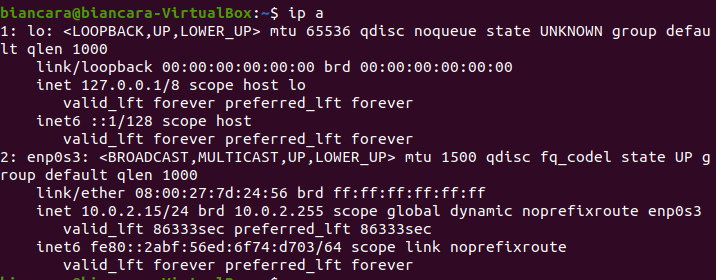 biancara@biancara-VirtualBox:~$ ip a
1: lo: <LOOPBACK,UP,LOWER_UP> mtu 65536 qdisc noqueue state UNKNOWN group defau
lt qlen 1000
    link/loopback 00:00:00:00:00:00 brd 00:00:00:00:00:00
    inet 127.0.0.1/8 scope host lo
       valid_lft forever preferred_lft forever
    inet6 ::1/128 scope host
       valid_lft forever preferred_lft forever
2: enp0s3: <BROADCAST,MULTICAST,UP,LOWER_UP> mtu 1500 qdisc fq_codel state UP g
roup default qlen 1000
    link/ether 08:00:27:7d:24:56 brd ff:ff:ff:ff:ff:ff
    inet 10.0.2.15/24 brd 10.0.2.255 scope global dynamic noprefixroute enp0s3
       valid_lft 86333sec preferred_lft 86333sec
    inet6 fe80::2abf:56ed:6f74:d703/64 scope link noprefixroute
       valid_lft forever preferred_lft forever
biancara@biancara-VirtualBox:~$